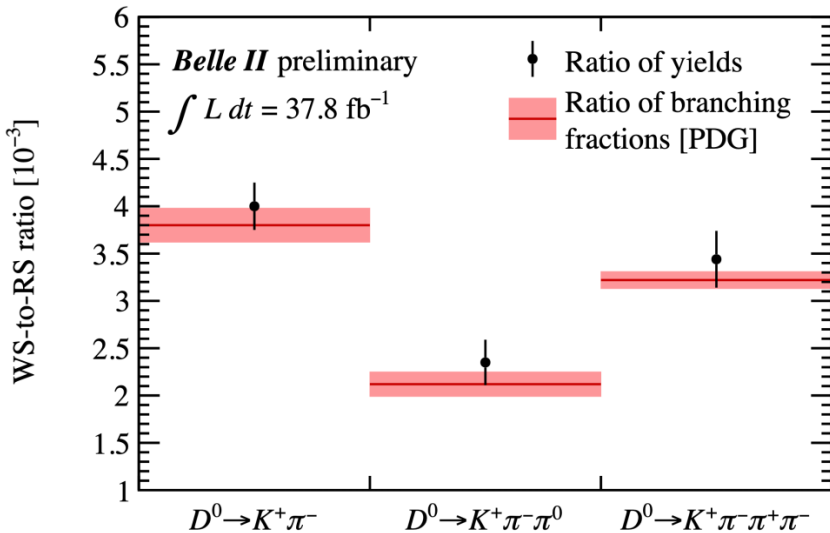 WS-to-RS ratio [10⁻³]
6
5.5
5
4.5
4
3.5
3
2.5
2
1.5
1
Belle II preliminary
∫ L dt = 37.8 fb⁻¹
Ratio of yields
Ratio of branching
fractions [PDG]
D⁰→K⁺π⁻
D⁰→K⁺π⁻π⁰
D⁰→K⁺π⁻π⁺π⁻